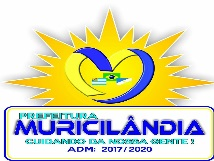 PREFEITURA
MURICILÂNDIA
CUIDANDO DA NOSSA GENTE !
ADM: 2017/2020